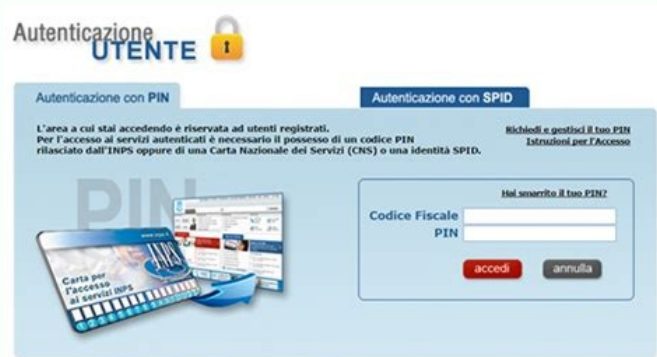 Autenticazione
UTENTE
Autenticazione con PIN
Autenticazione con SPID
L'area a cui stai accedendo è riservata ad utenti registrati.
Per l'accesso ai servizi autenticati è necessario il possesso di un codice PIN
rilasciato dall'INPS oppure di una Carta Nazionale dei Servizi (CNS) o una identità SPID.
Richiedi e gestisci il tuo PIN
Istruzioni per l'Accesso
PIN
INPS
Carta per
l'accesso
ai servizi INPS
Hai smarrito il tuo PIN?
Codice Fiscale
PIN
accedi
annulla